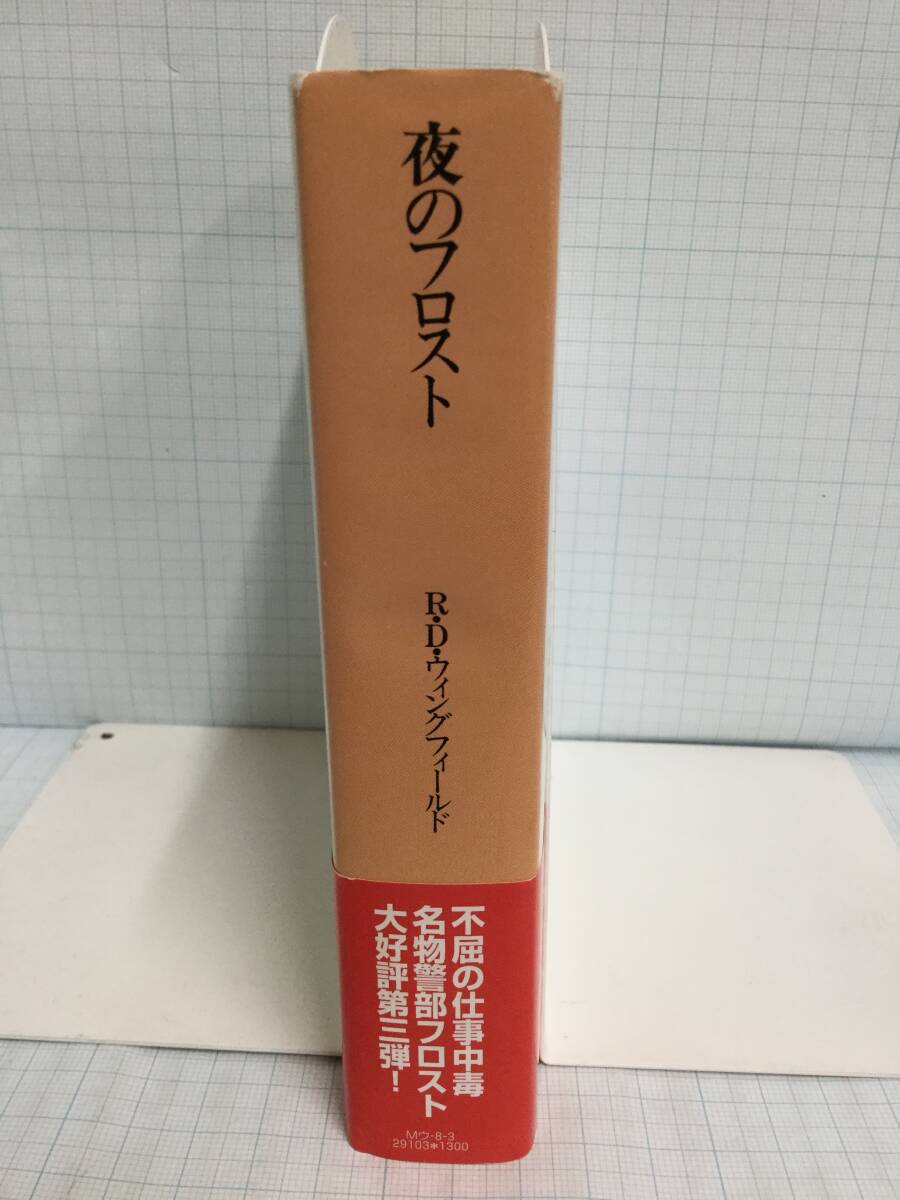 夜のフロスト
R・D・ウィングフィールド
不屈の仕事中毒
名物警部フロスト
大好評第三弾！
Mウ-8-3
29103*1300